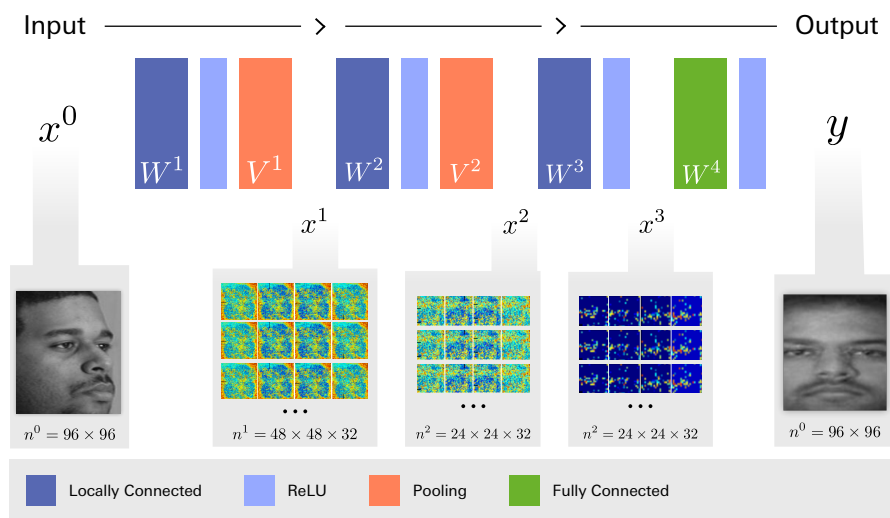 Input > > Output
x⁰ W¹ V¹ W² V² W³ W⁴ y
x¹ x² x³
... ... ...
n⁰ = 96 × 96 n¹ = 48 × 48 × 32 n² = 24 × 24 × 32 n² = 24 × 24 × 32 n⁰ = 96 × 96
Locally Connected ReLU Pooling Fully Connected